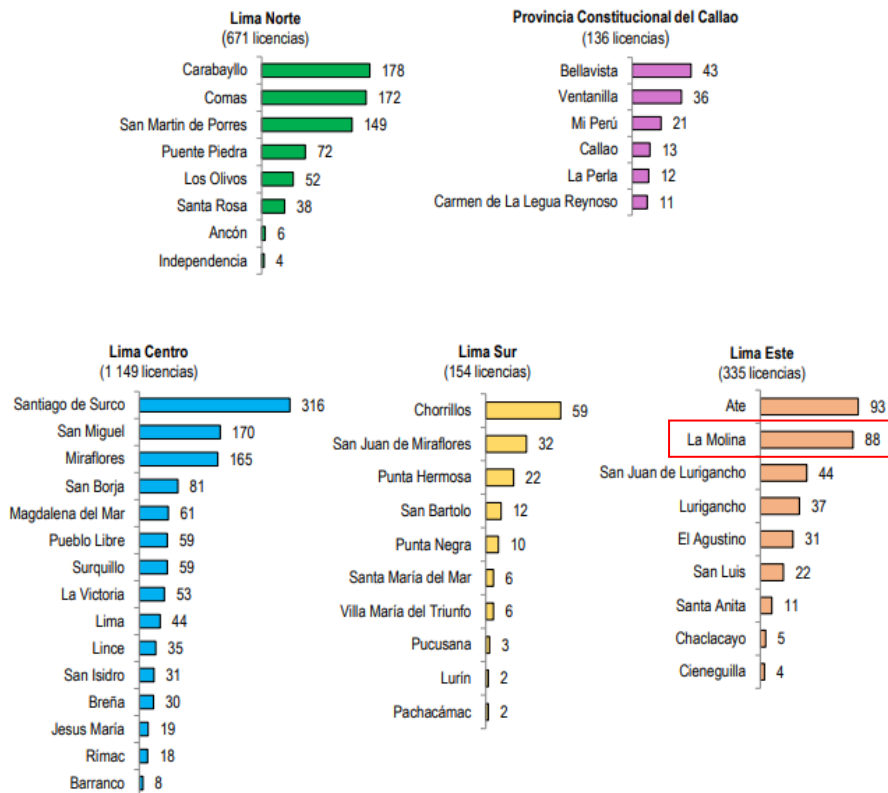 Lima Norte
(671 licencias)
Carabayllo 178
Comas 172
San Martin de Porres 149
Puente Piedra 72
Los Olivos 52
Santa Rosa 38
Ancón 6
Independencia 4
Provincia Constitucional del Callao
(136 licencias)
Bellavista 43
Ventanilla 36
Mi Perú 21
Callao 13
La Perla 12
Carmen de La Legua Reynoso 11
Lima Centro
(1 149 licencias)
Santiago de Surco 316
San Miguel 170
Miraflores 165
San Borja 81
Magdalena del Mar 61
Pueblo Libre 59
Surquillo 59
La Victoria 53
Lima 44
Lince 35
San Isidro 31
Breña 30
Jesus María 19
Rímac 18
Barranco 8
Lima Sur
(154 licencias)
Chorrillos 59
San Juan de Miraflores 32
Punta Hermosa 22
San Bartolo 12
Punta Negra 10
Santa María del Mar 6
Villa María del Triunfo 6
Pucusana 3
Lurín 2
Pachacámac 2
Lima Este
(335 licencias)
Ate 93
La Molina 88
San Juan de Lurigancho 44
Lurigancho 37
El Agustino 31
San Luis 22
Santa Anita 11
Chaclacayo 5
Cieneguilla 4